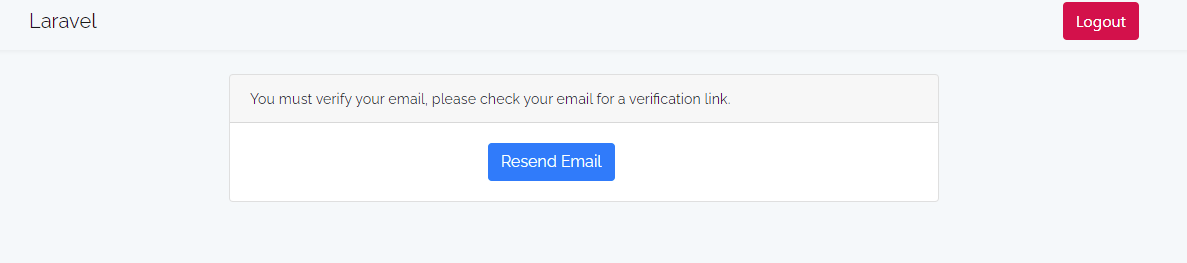 Laravel
Logout
You must verify your email, please check your email for a verification link.
Resend Email